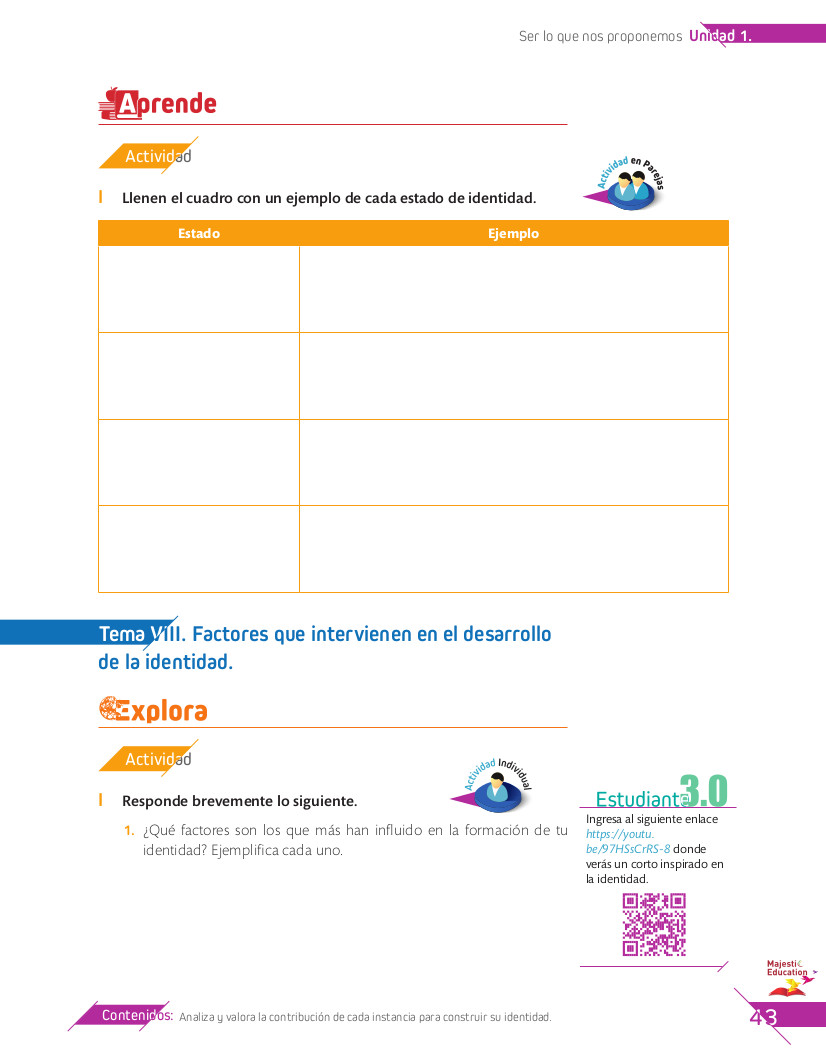 Ser lo que nos proponemos Unidad 1.
Aprende
Actividad
Actividad en Parejas
I Llenen el cuadro con un ejemplo de cada estado de identidad.
Estado Ejemplo
Tema VIII. Factores que intervienen en el desarrollo
de la identidad.
Explora
Actividad
Actividad Individual
I Responde brevemente lo siguiente.
1. ¿Qué factores son los que más han influido en la formación de tu
identidad? Ejemplifica cada uno.
Estudiante 3.0
Ingresa al siguiente enlace
https://youtu.
be/97HSsCrRS-8 donde
verás un corto inspirado en
la identidad.
Majestic
Education
Contenidos: Analiza y valora la contribución de cada instancia para construir su identidad.
43